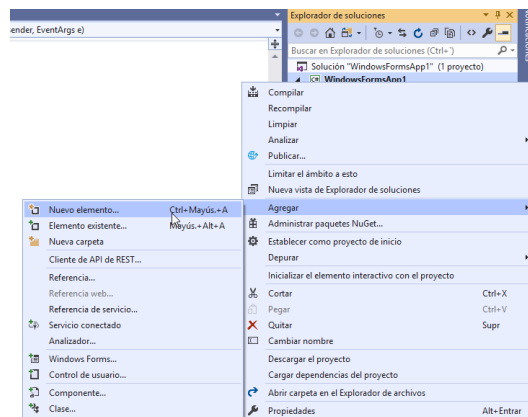 Explorador de soluciones
ender, EventArgs e)
Buscar en Explorador de soluciones (Ctrl+´)
Solución "WindowsFormsApp1" (1 proyecto)
C# WindowsFormsApp1
Compilar
Recompilar
Limpiar
Analizar
Publicar...
Limitar el ámbito a esto
Nueva vista de Explorador de soluciones
Agregar
Administrar paquetes NuGet...
Establecer como proyecto de inicio
Depurar
Inicializar el elemento interactivo con el proyecto
Cortar Ctrl+X
Pegar Ctrl+V
Quitar Supr
Cambiar nombre
Descargar el proyecto
Cargar dependencias del proyecto
Abrir carpeta en el Explorador de archivos
Propiedades Alt+Entrar
Nuevo elemento... Ctrl+Mayús.+A
Elemento existente... Mayús.+Alt+A
Nueva carpeta
Cliente de API de REST...
Referencia...
Referencia web...
Referencia de servicio...
Servicio conectado
Analizador...
Windows Forms...
Control de usuario...
Componente...
Clase...